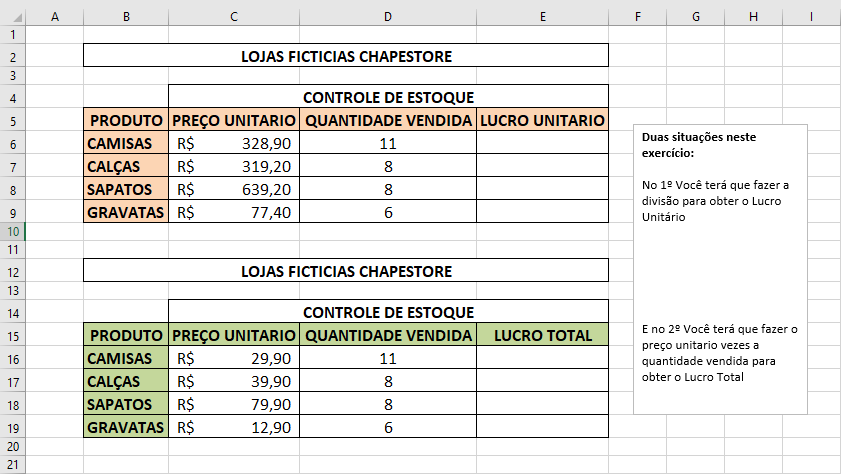 A B C D E F G H I
1
2 LOJAS FICTICIAS CHAPESTORE
3
4 CONTROLE DE ESTOQUE
5 PRODUTO PREÇO UNITARIO QUANTIDADE VENDIDA LUCRO UNITARIO
6 CAMISAS R$ 328,90 11
7 CALÇAS R$ 319,20 8
8 SAPATOS R$ 639,20 8
9 GRAVATAS R$ 77,40 6
10
11
12 LOJAS FICTICIAS CHAPESTORE
13
14 CONTROLE DE ESTOQUE
15 PRODUTO PREÇO UNITARIO QUANTIDADE VENDIDA LUCRO TOTAL
16 CAMISAS R$ 29,90 11
17 CALÇAS R$ 39,90 8
18 SAPATOS R$ 79,90 8
19 GRAVATAS R$ 12,90 6
20
21
Duas situações neste
exercício:
No 1º Você terá que fazer a
divisão para obter o Lucro
Unitário
E no 2º Você terá que fazer o
preço unitario vezes a
quantidade vendida para
obter o Lucro Total